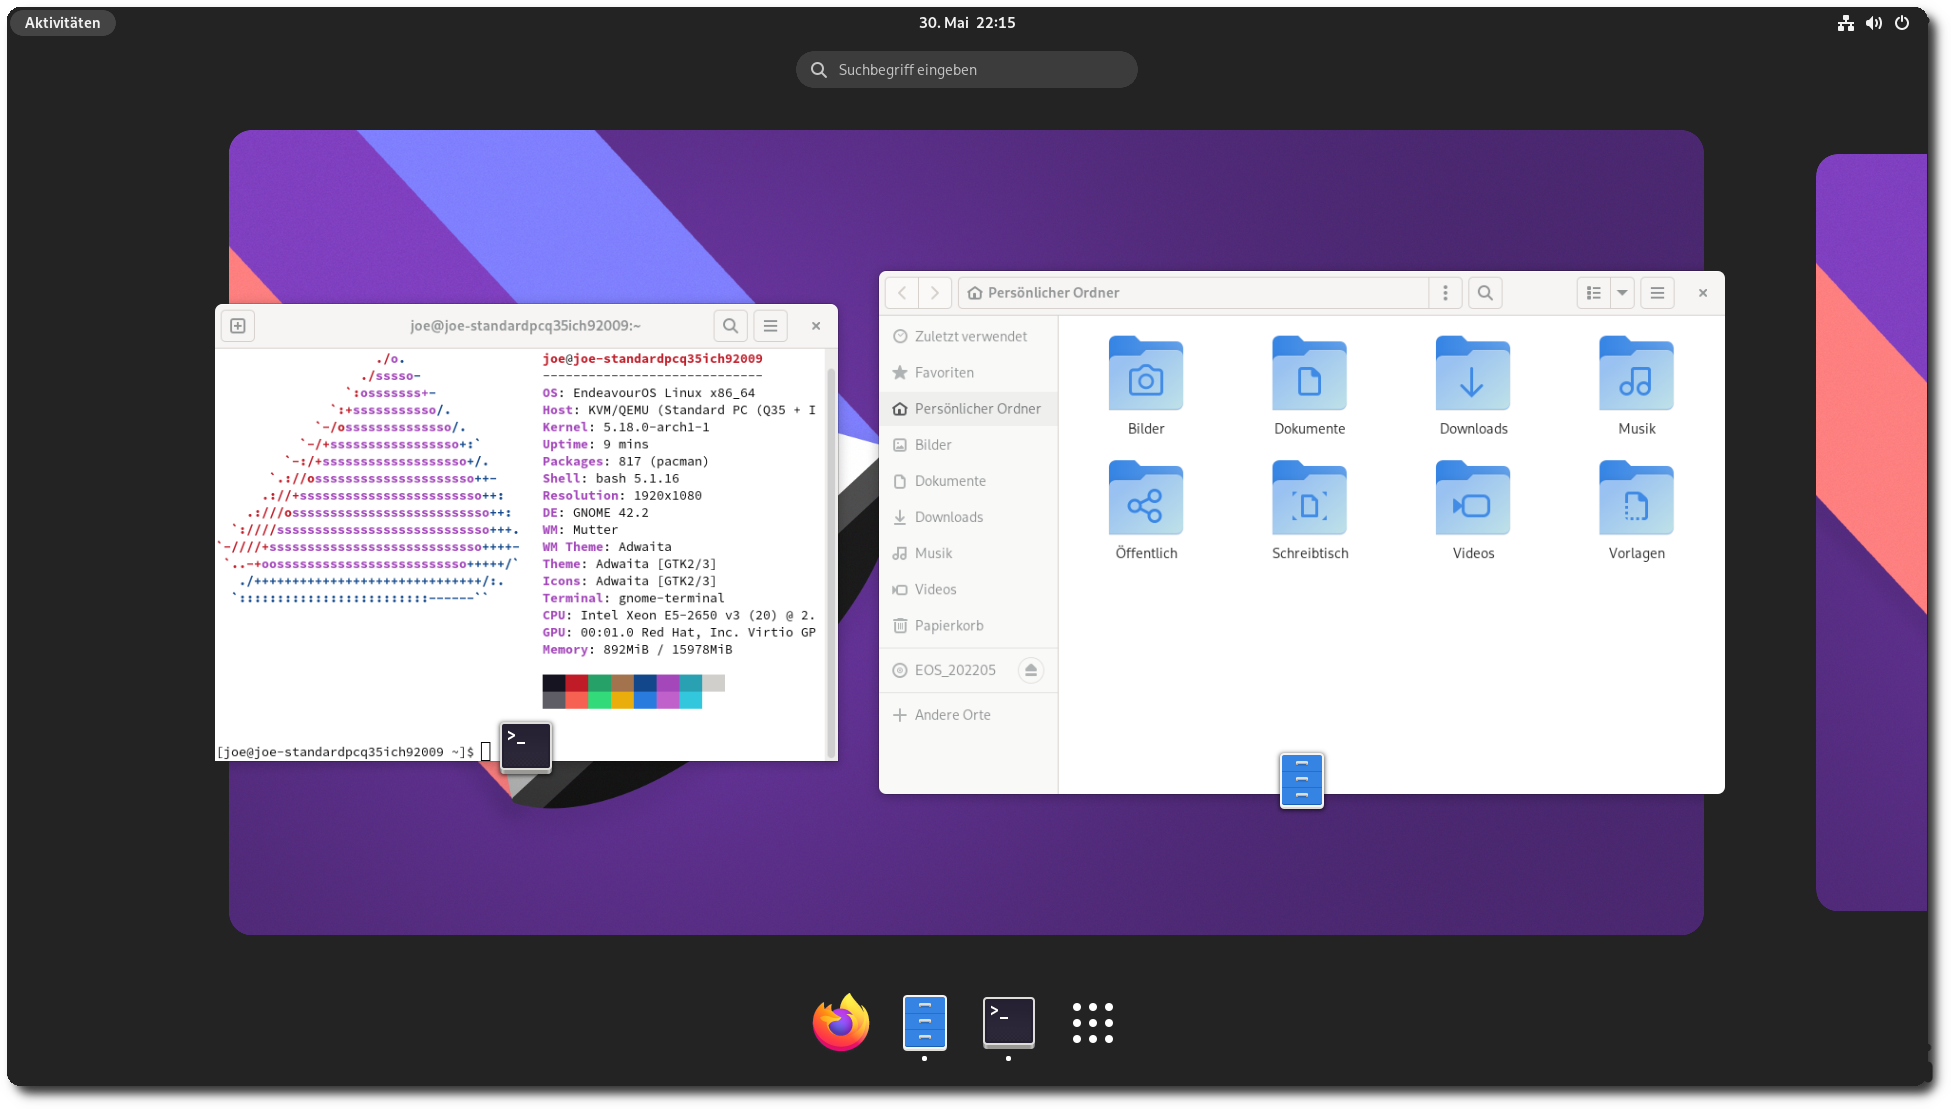 Aktivitäten
30. Mai 22:15
Suchbegriff eingeben
joe@joe-standardpcq35ich92009:~
./o.
./sssso-
`:osssssss+-
`:+sssssssssso/.
`-/ossssssssssssso/.
`-/+sssssssssssssssso+:`
`-:/+sssssssssssssssssso+/.
`.://osssssssssssssssssssso++-
.://+ssssssssssssssssssssssso++:
.:///ossssssssssssssssssssssssso++:
`:////ssssssssssssssssssssssssssso+++.
`-////+ssssssssssssssssssssssssssso++++-
`..-+oosssssssssssssssssssssssso+++++/`
./++++++++++++++++++++++++++++++/:.
`:::::::::::::::::::::::::------``
joe@joe-standardpcq35ich92009
-----------------------------
OS: EndeavourOS Linux x86_64
Host: KVM/QEMU (Standard PC (Q35 + I
Kernel: 5.18.0-arch1-1
Uptime: 9 mins
Packages: 817 (pacman)
Shell: bash 5.1.16
Resolution: 1920x1080
DE: GNOME 42.2
WM: Mutter
WM Theme: Adwaita
Theme: Adwaita [GTK2/3]
Icons: Adwaita [GTK2/3]
Terminal: gnome-terminal
CPU: Intel Xeon E5-2650 v3 (20) @ 2.
GPU: 00:01.0 Red Hat, Inc. Virtio GP
Memory: 892MiB / 15978MiB
[joe@joe-standardpcq35ich92009 ~]$
>_
Persönlicher Ordner
Zuletzt verwendet
Favoriten
Persönlicher Ordner
Bilder
Dokumente
Downloads
Musik
Videos
Papierkorb
EOS_202205
Andere Orte
Bilder
Dokumente
Downloads
Musik
Öffentlich
Schreibtisch
Videos
Vorlagen
>_